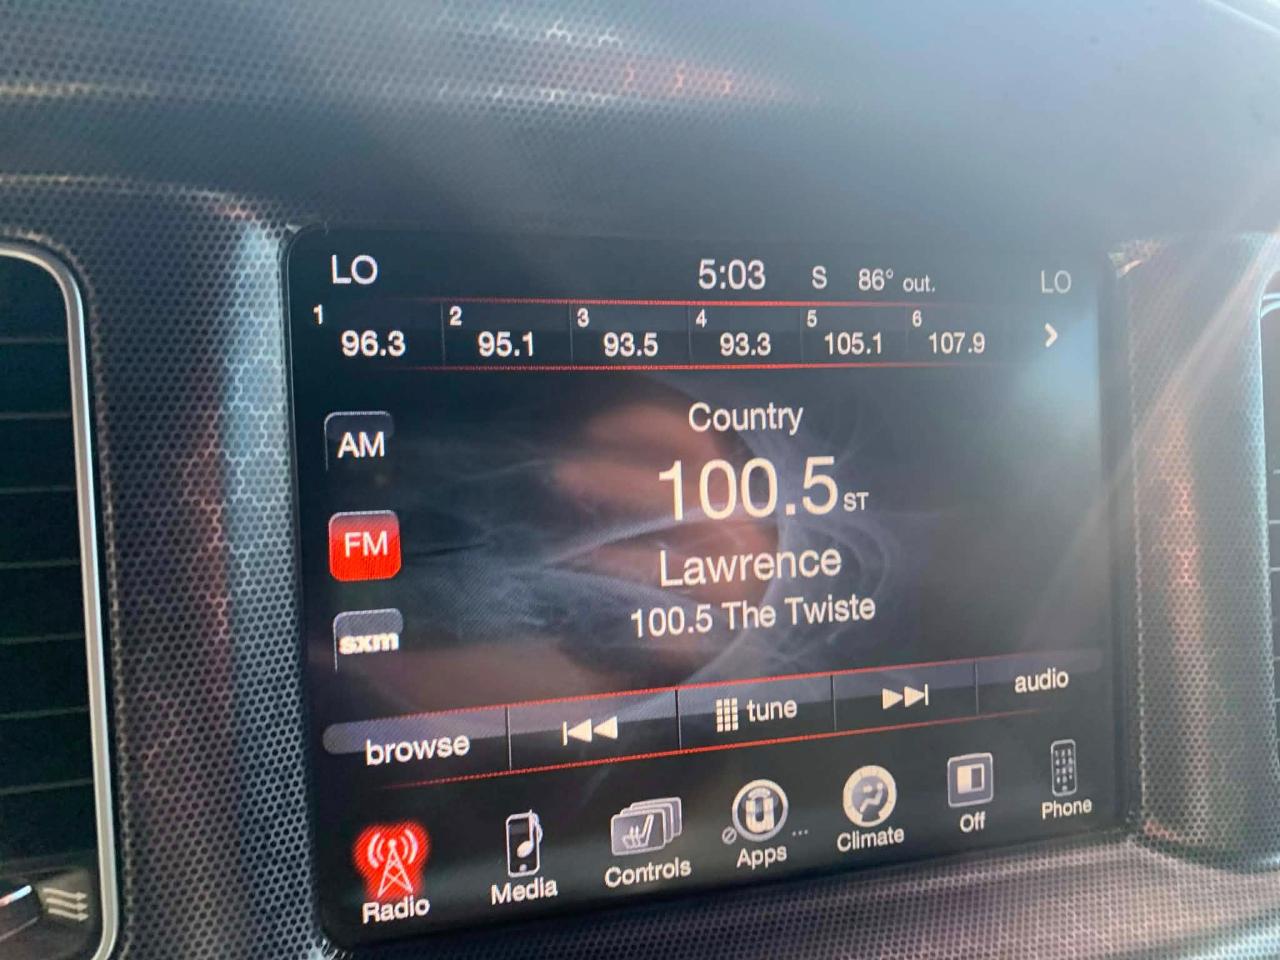 LO 5:03 S 86° out. LO
1 2 3 4 5 6
96.3 95.1 93.5 93.3 105.1 107.9
AM
Country
100.5 ST
FM
Lawrence
100.5 The Twiste
sxm
browse tune audio
Radio Media Controls Apps Climate Off Phone